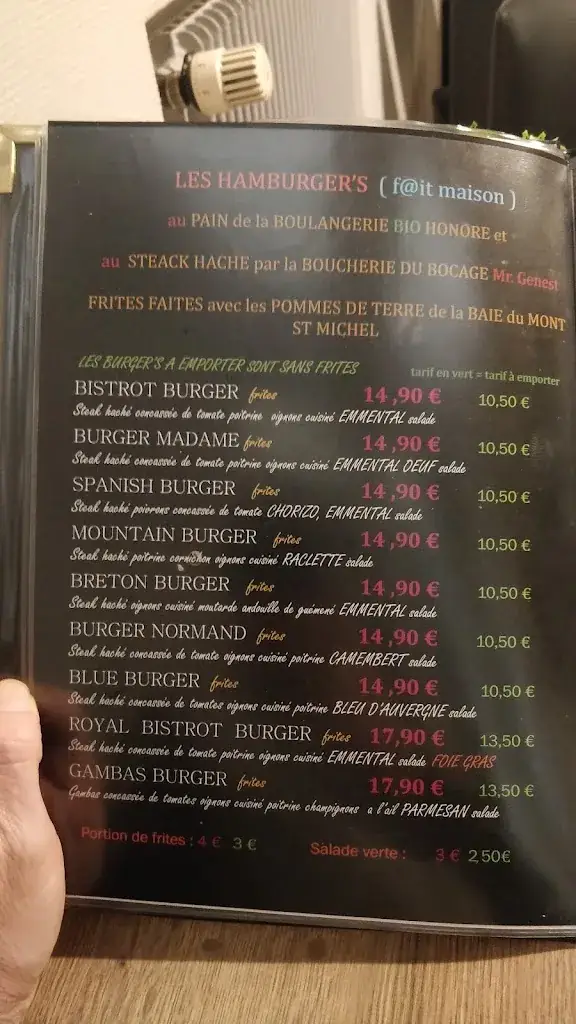 LES HAMBURGER'S ( f@it maison )
au PAIN de la BOULANGERIE BIO HONORE et
au STEACK HACHE par la BOUCHERIE DU BOCAGE Mr. Genest
FRITES FAITES avec les POMMES DE TERRE de la BAIE du MONT
ST MICHEL
LES BURGER'S A EMPORTER SONT SANS FRITES tarif en vert = tarif à emporter
BISTROT BURGER frites 14 ,90 € 10,50 €
Steak haché concassée de tomate poitrine oignons cuisiné EMMENTAL salade
BURGER MADAME frites 14 ,90 € 10,50 €
Steak haché concassée de tomate poitrine oignons cuisiné EMMENTAL OEUF salade
SPANISH BURGER frites 14 ,90 € 10,50 €
Steak haché poivrons concassée de tomate CHORIZO, EMMENTAL salade
MOUNTAIN BURGER frites 14 ,90 € 10,50 €
Steak haché poitrine cornichon oignons cuisiné RACLETTE salade
BRETON BURGER frites 14 ,90 € 10,50 €
Steak haché oignons cuisiné moutarde andouille de guémené EMMENTAL salade
BURGER NORMAND frites 14 ,90 € 10,50 €
Steak haché concassée de tomate oignons cuisiné poitrine CAMEMBERT salade
BLUE BURGER frites 14 ,90 € 10,50 €
Steak haché concassée de tomates oignons cuisiné poitrine BLEU D'AUVERGNE salade
ROYAL BISTROT BURGER frites 17,90 € 13,50 €
Steak haché concassée de tomate poitrine oignons cuisiné EMMENTAL salade FOIE GRAS
GAMBAS BURGER frites 17,90 € 13,50 €
Gambas concassée de tomates oignons cuisiné poitrine champignons a l'ail PARMESAN salade
Portion de frites : 4 € 3 € Salade verte : 3 € 2,50€